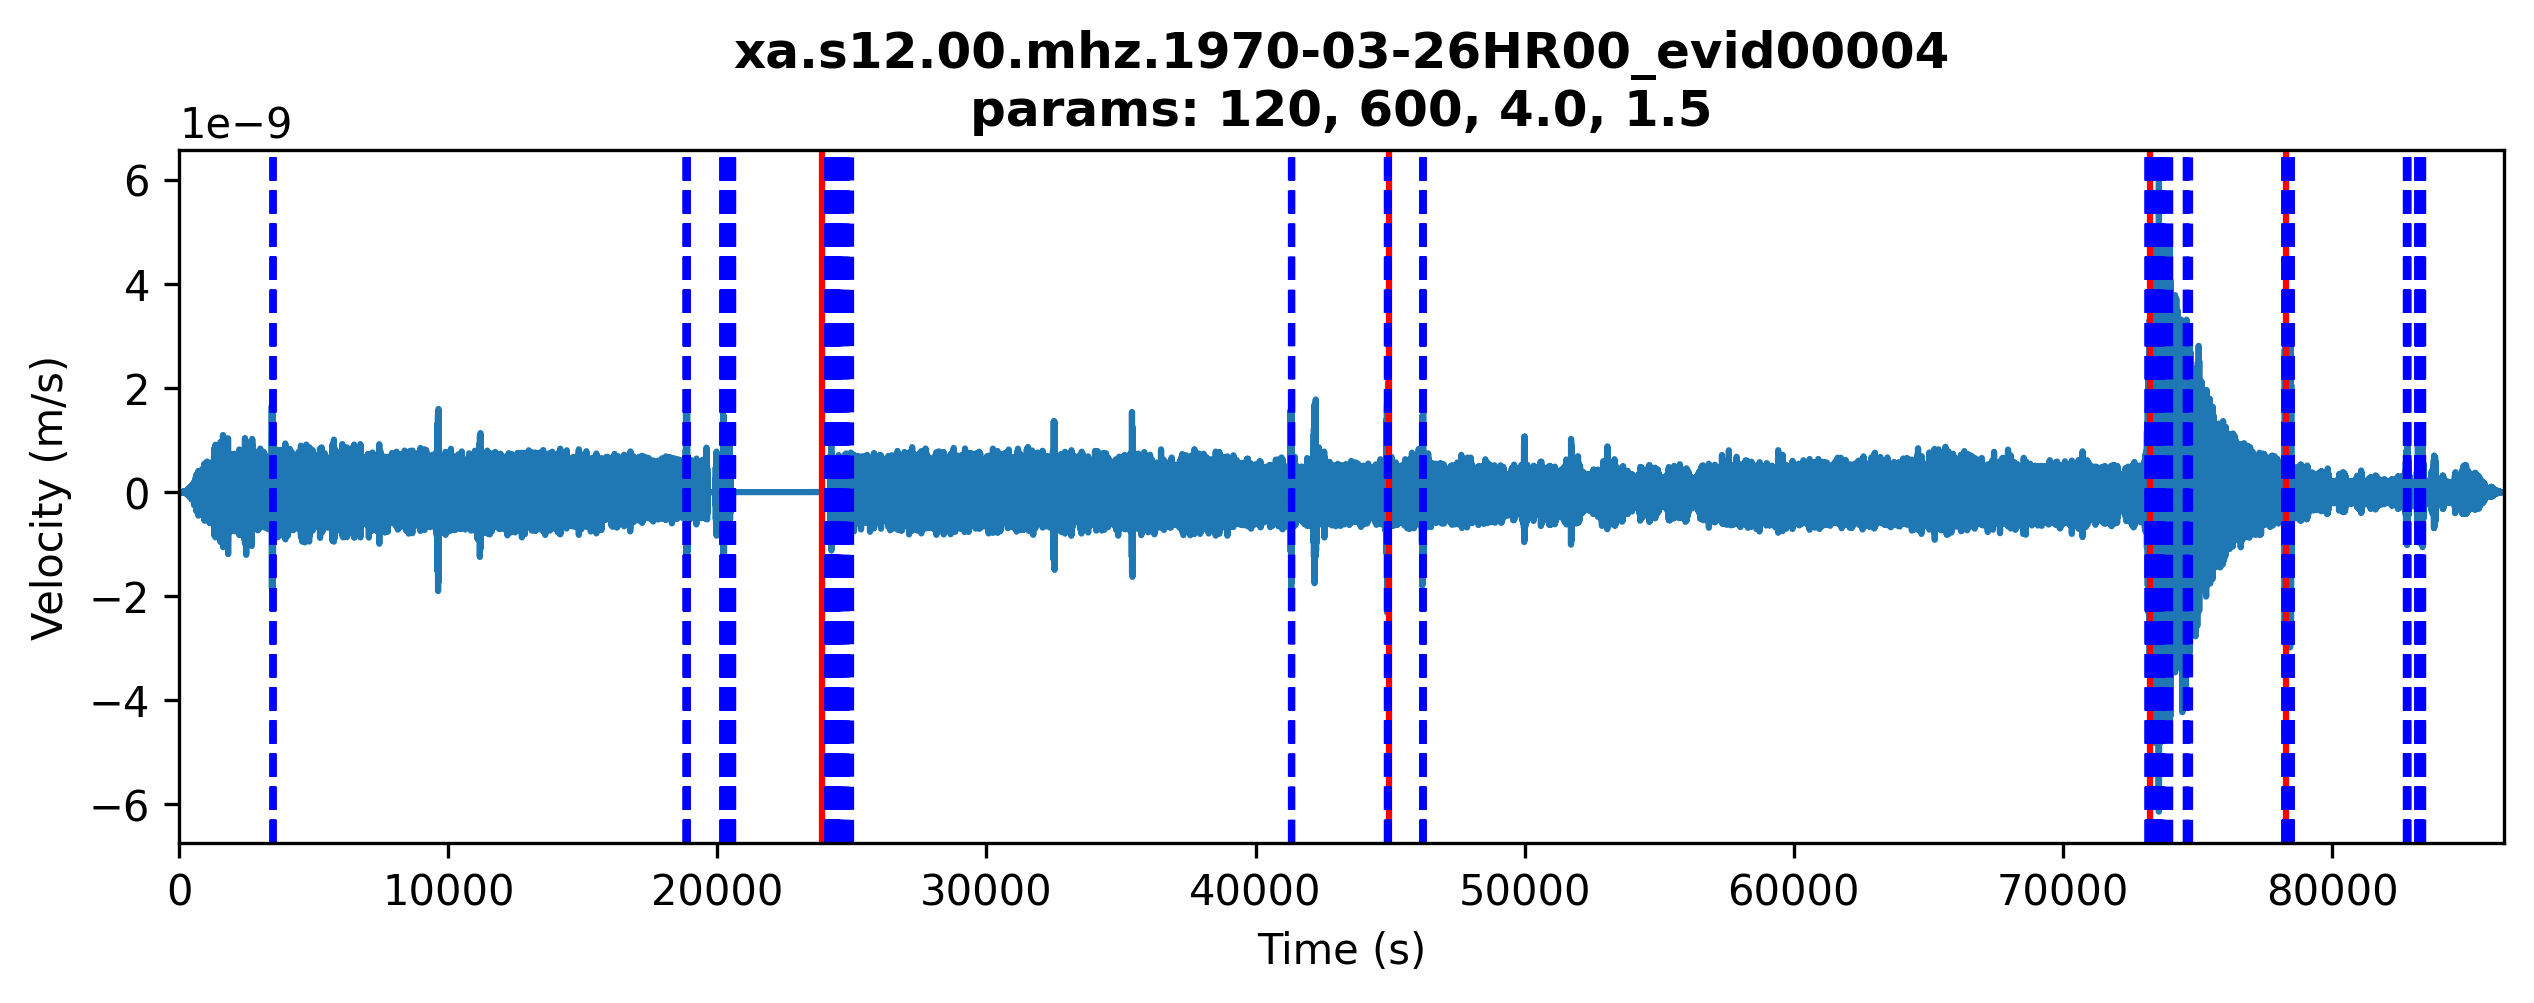 xa.s12.00.mhz.1970-03-26HR00_evid00004
params: 120, 600, 4.0, 1.5
1e−9
6
4
2
0
−2
−4
−6
Velocity (m/s)
0 10000 20000 30000 40000 50000 60000 70000 80000
Time (s)